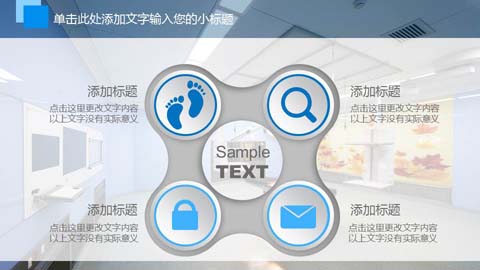 单击此处添加文字输入您的小标题
添加标题
点击这里更改文字内容
以上文字没有实际意义
添加标题
点击这里更改文字内容
以上文字没有实际意义
Sample
TEXT
添加标题
点击这里更改文字内容
以上文字没有实际意义
添加标题
点击这里更改文字内容
以上文字没有实际意义